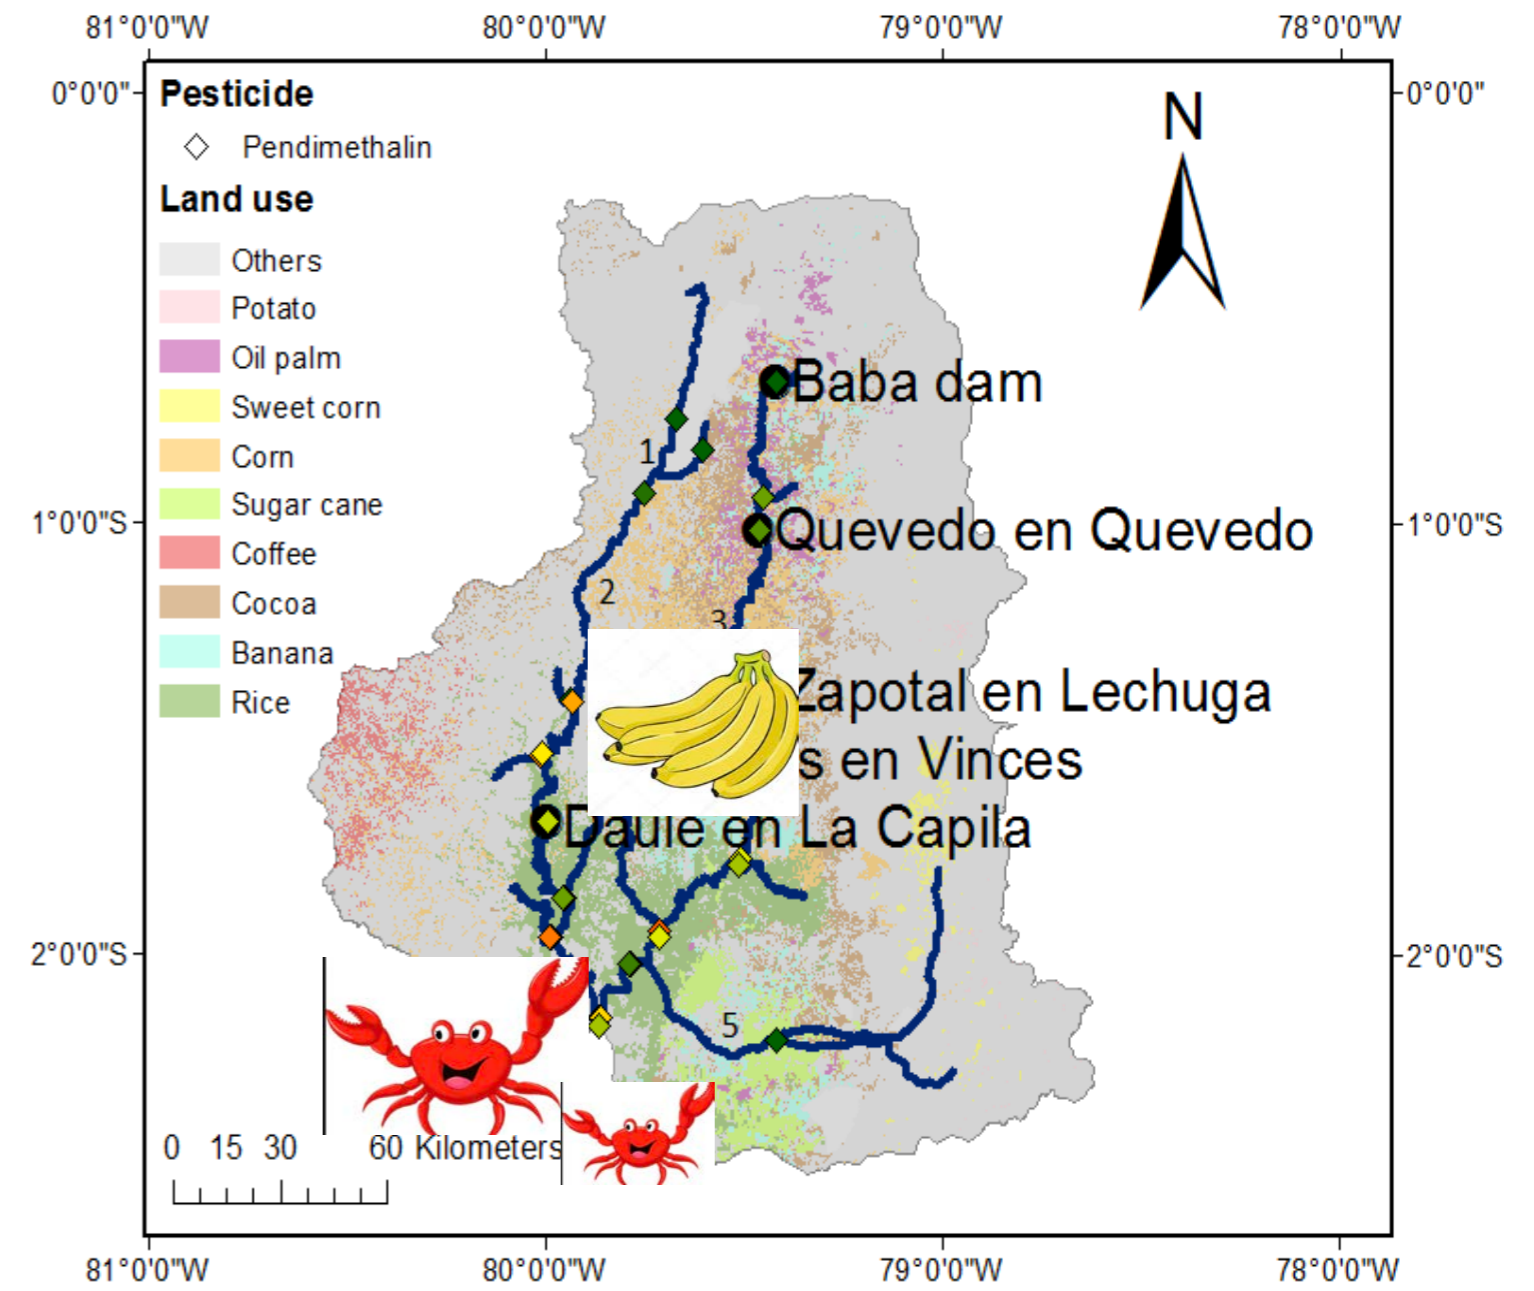 81°0'0"W 80°0'0"W 79°0'0"W 78°0'0"W
0°0'0" 0°0'0"
Pesticide
Pendimethalin
Land use
Others
Potato
Oil palm
Sweet corn
Corn
Sugar cane
Coffee
Cocoa
Banana
Rice
N
Baba dam
1
1°0'0"S 1°0'0"S
Quevedo en Quevedo
2
3
Zapotal en Lechuga
s en Vinces
Daule en La Capila
2°0'0"S 2°0'0"S
5
0 15 30 60 Kilometers
81°0'0"W 80°0'0"W 79°0'0"W 78°0'0"W